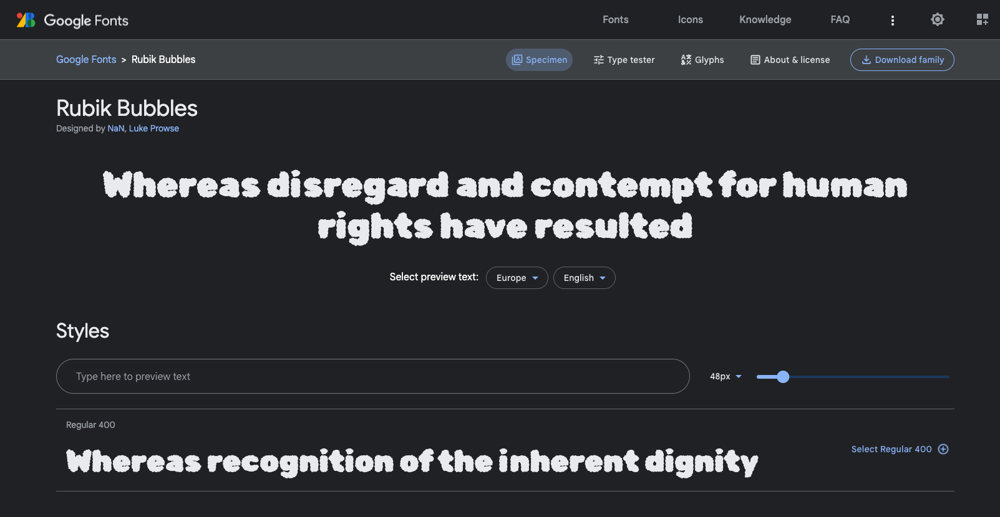 Google Fonts
Fonts Icons Knowledge FAQ
Google Fonts > Rubik Bubbles
Specimen Type tester Glyphs About & license Download family
Rubik Bubbles
Designed by NaN, Luke Prowse
Whereas disregard and contempt for human
rights have resulted
Select preview text: Europe English
Styles
Type here to preview text 48px
Regular 400
Whereas recognition of the inherent dignity
Select Regular 400